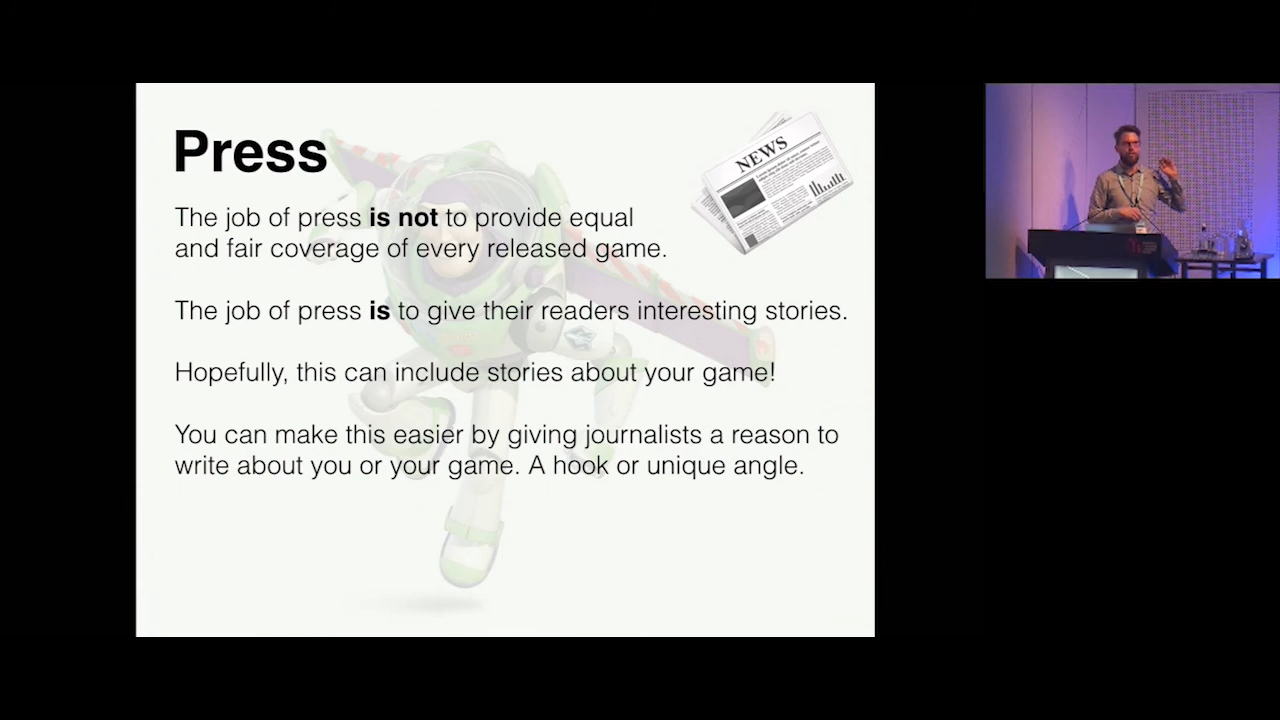 Press
NEWS
The job of press is not to provide equal
and fair coverage of every released game.
The job of press is to give their readers interesting stories.
Hopefully, this can include stories about your game!
You can make this easier by giving journalists a reason to
write about you or your game. A hook or unique angle.